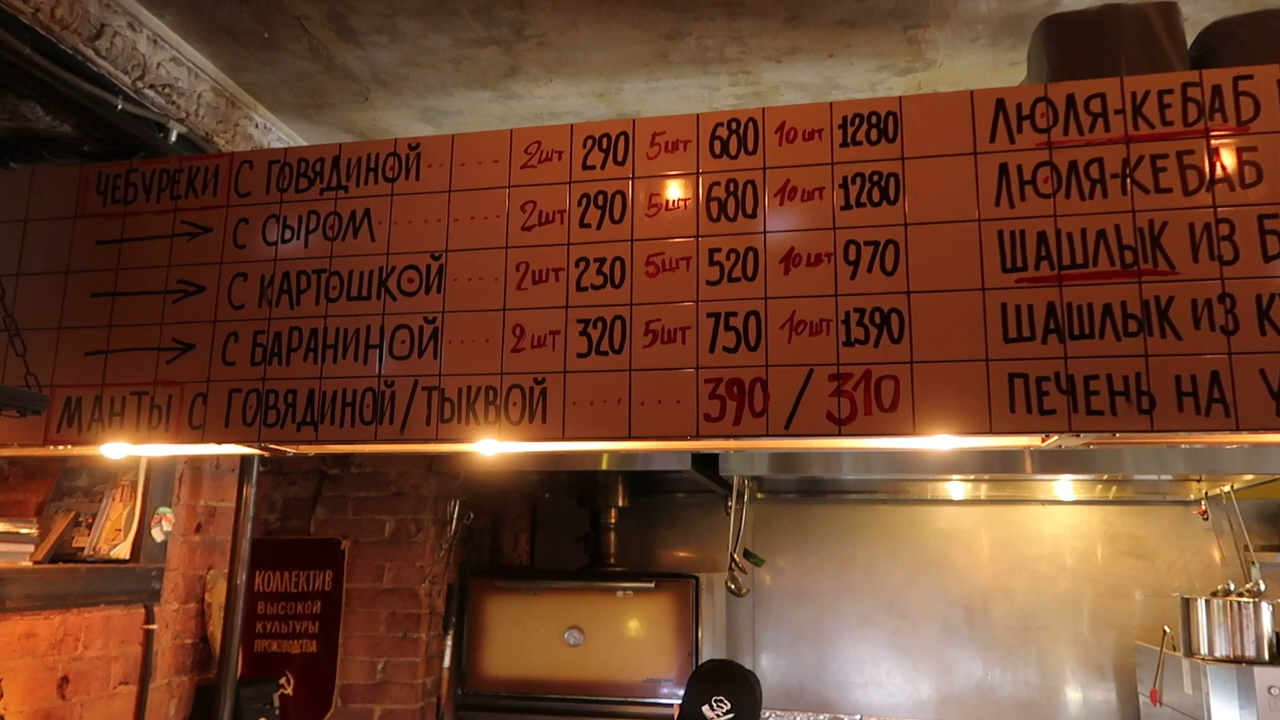 ЧЕБУРЕКИ С ГОВЯДИНОЙ 2шт 290 5шт 680 10шт 1280
С СЫРОМ 2шт 290 5шт 680 10шт 1280
С КАРТОШКОЙ 2шт 230 5шт 520 10шт 970
С БАРАНИНОЙ 2шт 320 5шт 750 10шт 1390
МАНТЫ С ГОВЯДИНОЙ/ТЫКВОЙ 390 / 310
ЛЮЛЯ-КЕБАБ
ЛЮЛЯ-КЕБАБ
ШАШЛЫК ИЗ
ШАШЛЫК ИЗ
ПЕЧЕНЬ НА
КОЛЛЕКТИВ
ВЫСОКОЙ
КУЛЬТУРЫ
ПРОИЗВОДСТВА